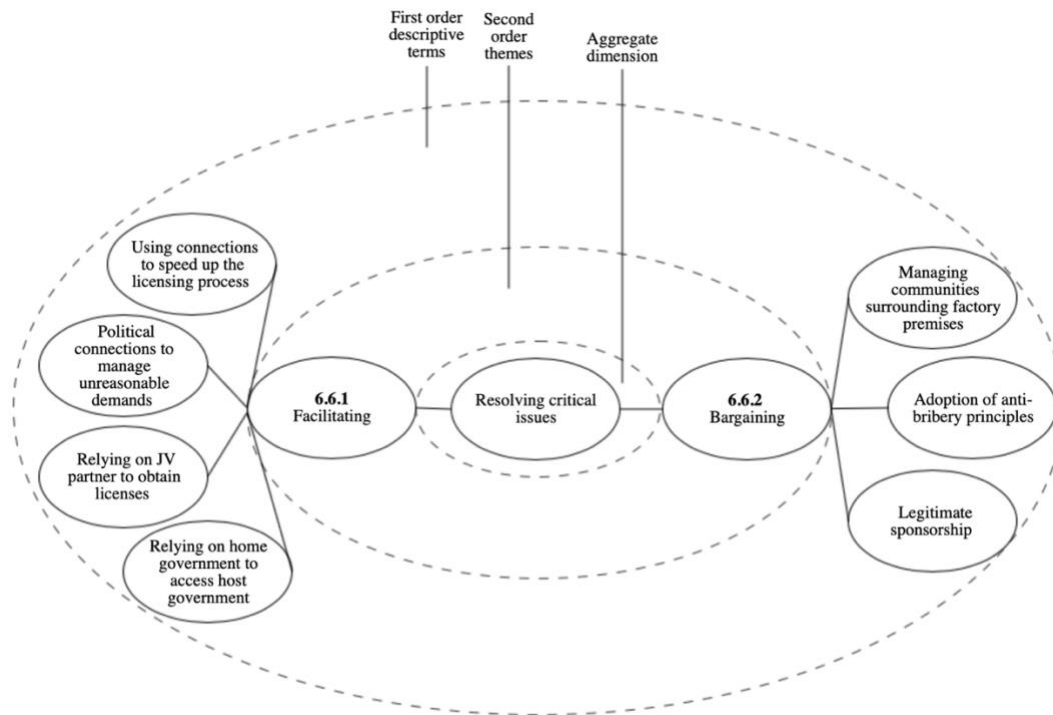 First order
descriptive
terms
Second
order
themes
Aggregate
dimension
Using connections
to speed up the
licensing process
Political
connections to
manage
unreasonable
demands
Relying on JV
partner to obtain
licenses
Relying on home
government to
access host
government
6.6.1
Facilitating
Resolving critical
issues
6.6.2
Bargaining
Managing
communities
surrounding factory
premises
Adoption of anti-
bribery principles
Legitimate
sponsorship